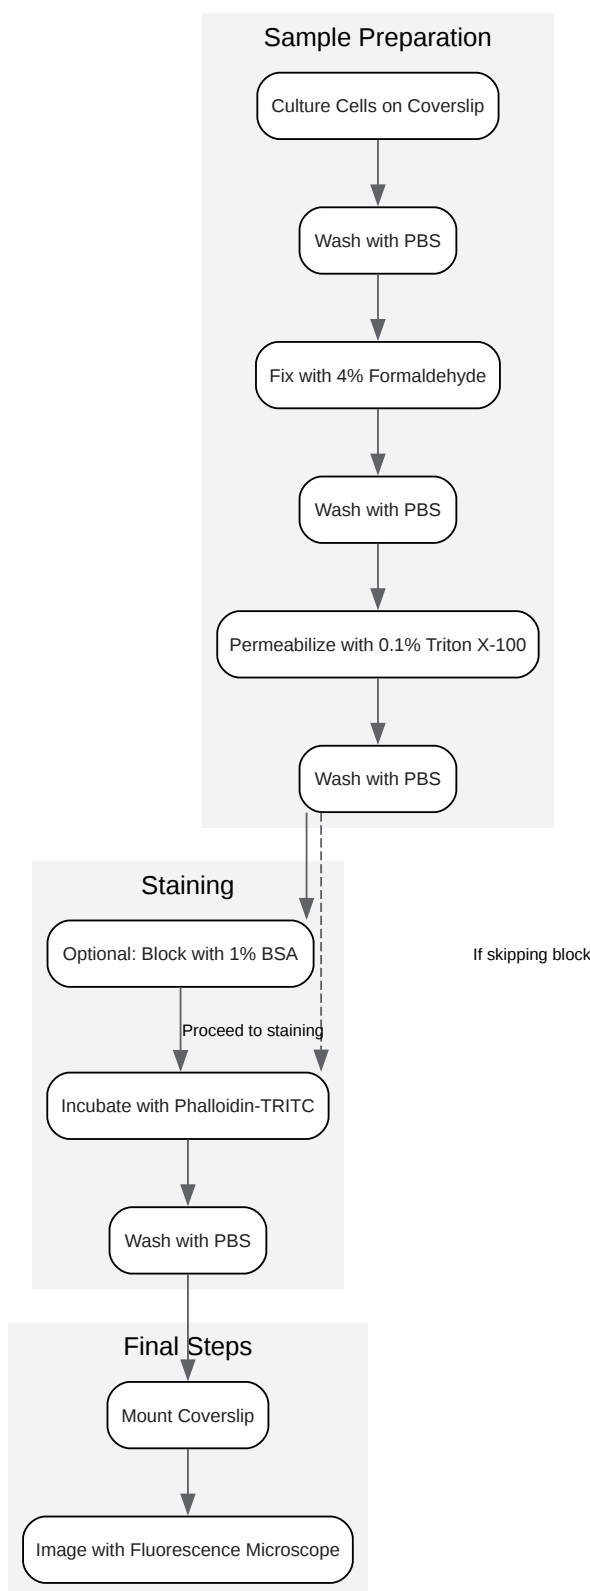 Sample Preparation
Culture Cells on Coverslip
Wash with PBS
Fix with 4% Formaldehyde
Wash with PBS
Permeabilize with 0.1% Triton X-100
Wash with PBS
Staining
Optional: Block with 1% BSA
If skipping block
Proceed to staining
Incubate with Phalloidin-TRITC
Wash with PBS
Final Steps
Mount Coverslip
Image with Fluorescence Microscope